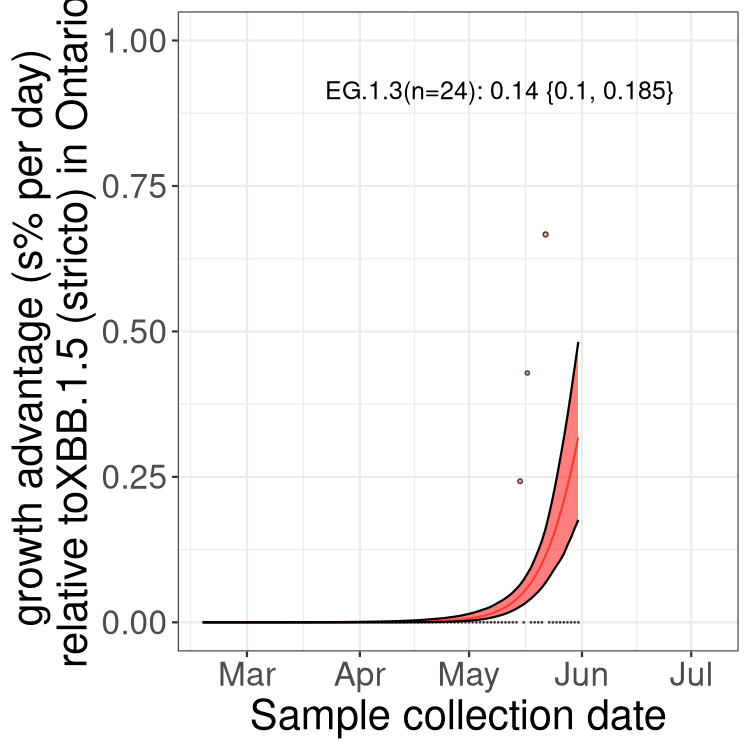 growth advantage (s% per day)
relative toXBB.1.5 (stricto) in Ontario
1.00
0.75
0.50
0.25
0.00
EG.1.3(n=24): 0.14 {0.1, 0.185}
Mar Apr May Jun Jul
Sample collection date